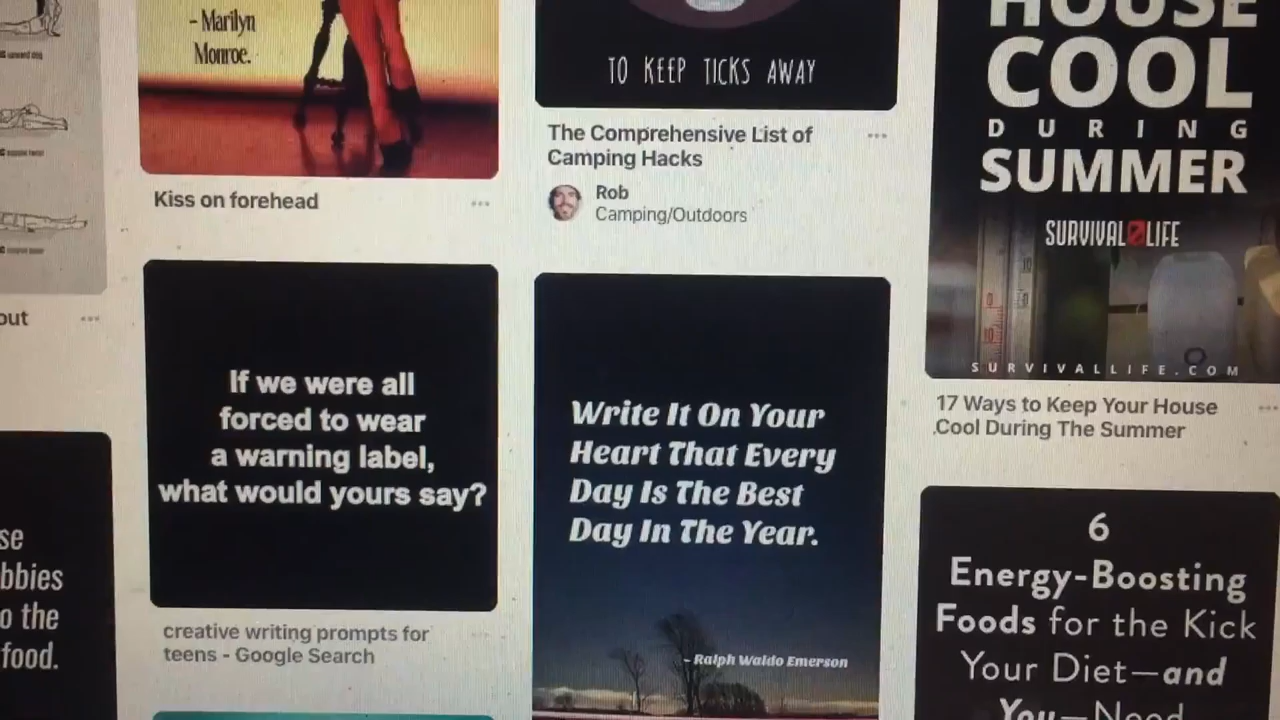 - Marilyn
Monroe.
Kiss on forehead
out
se
bbies
o the
food.
If we were all
forced to wear
a warning label,
what would yours say?
creative writing prompts for
teens - Google Search
TO KEEP TICKS AWAY
The Comprehensive List of
Camping Hacks
Rob
Camping/Outdoors
Write It On Your
Heart That Every
Day Is The Best
Day In The Year.
- Ralph Waldo Emerson
HOUSE
COOL
DURING
SUMMER
SURVIVAL LIFE
SURVIVALLIFE.COM
17 Ways to Keep Your House
Cool During The Summer
6
Energy-Boosting
Foods for the Kick
Your Diet—and
You—Need